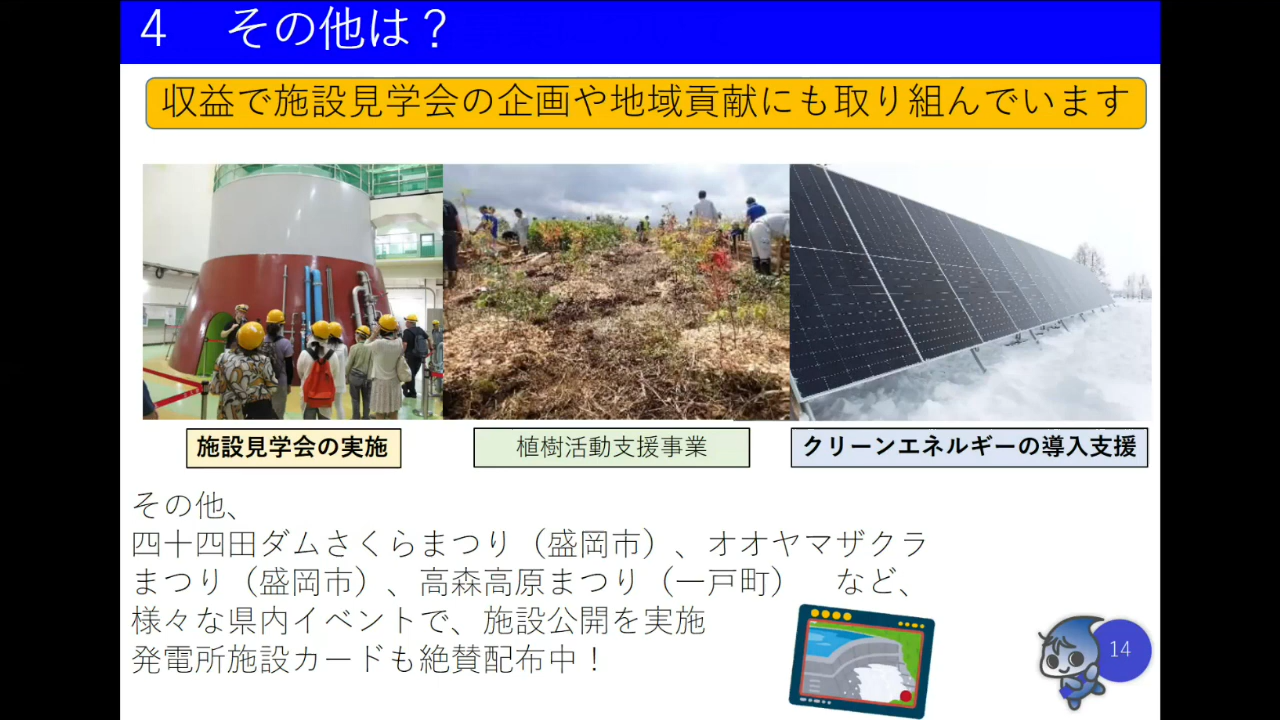 4 その他は？
収益で施設見学会の企画や地域貢献にも取り組んでいます
施設見学会の実施
植樹活動支援事業
クリーンエネルギーの導入支援
その他、
四十四田ダムさくらまつり（盛岡市）、オオヤマザクラ
まつり（盛岡市）、高森高原まつり（一戸町） など、
様々な県内イベントで、施設公開を実施
発電所施設カードも絶賛配布中！
14